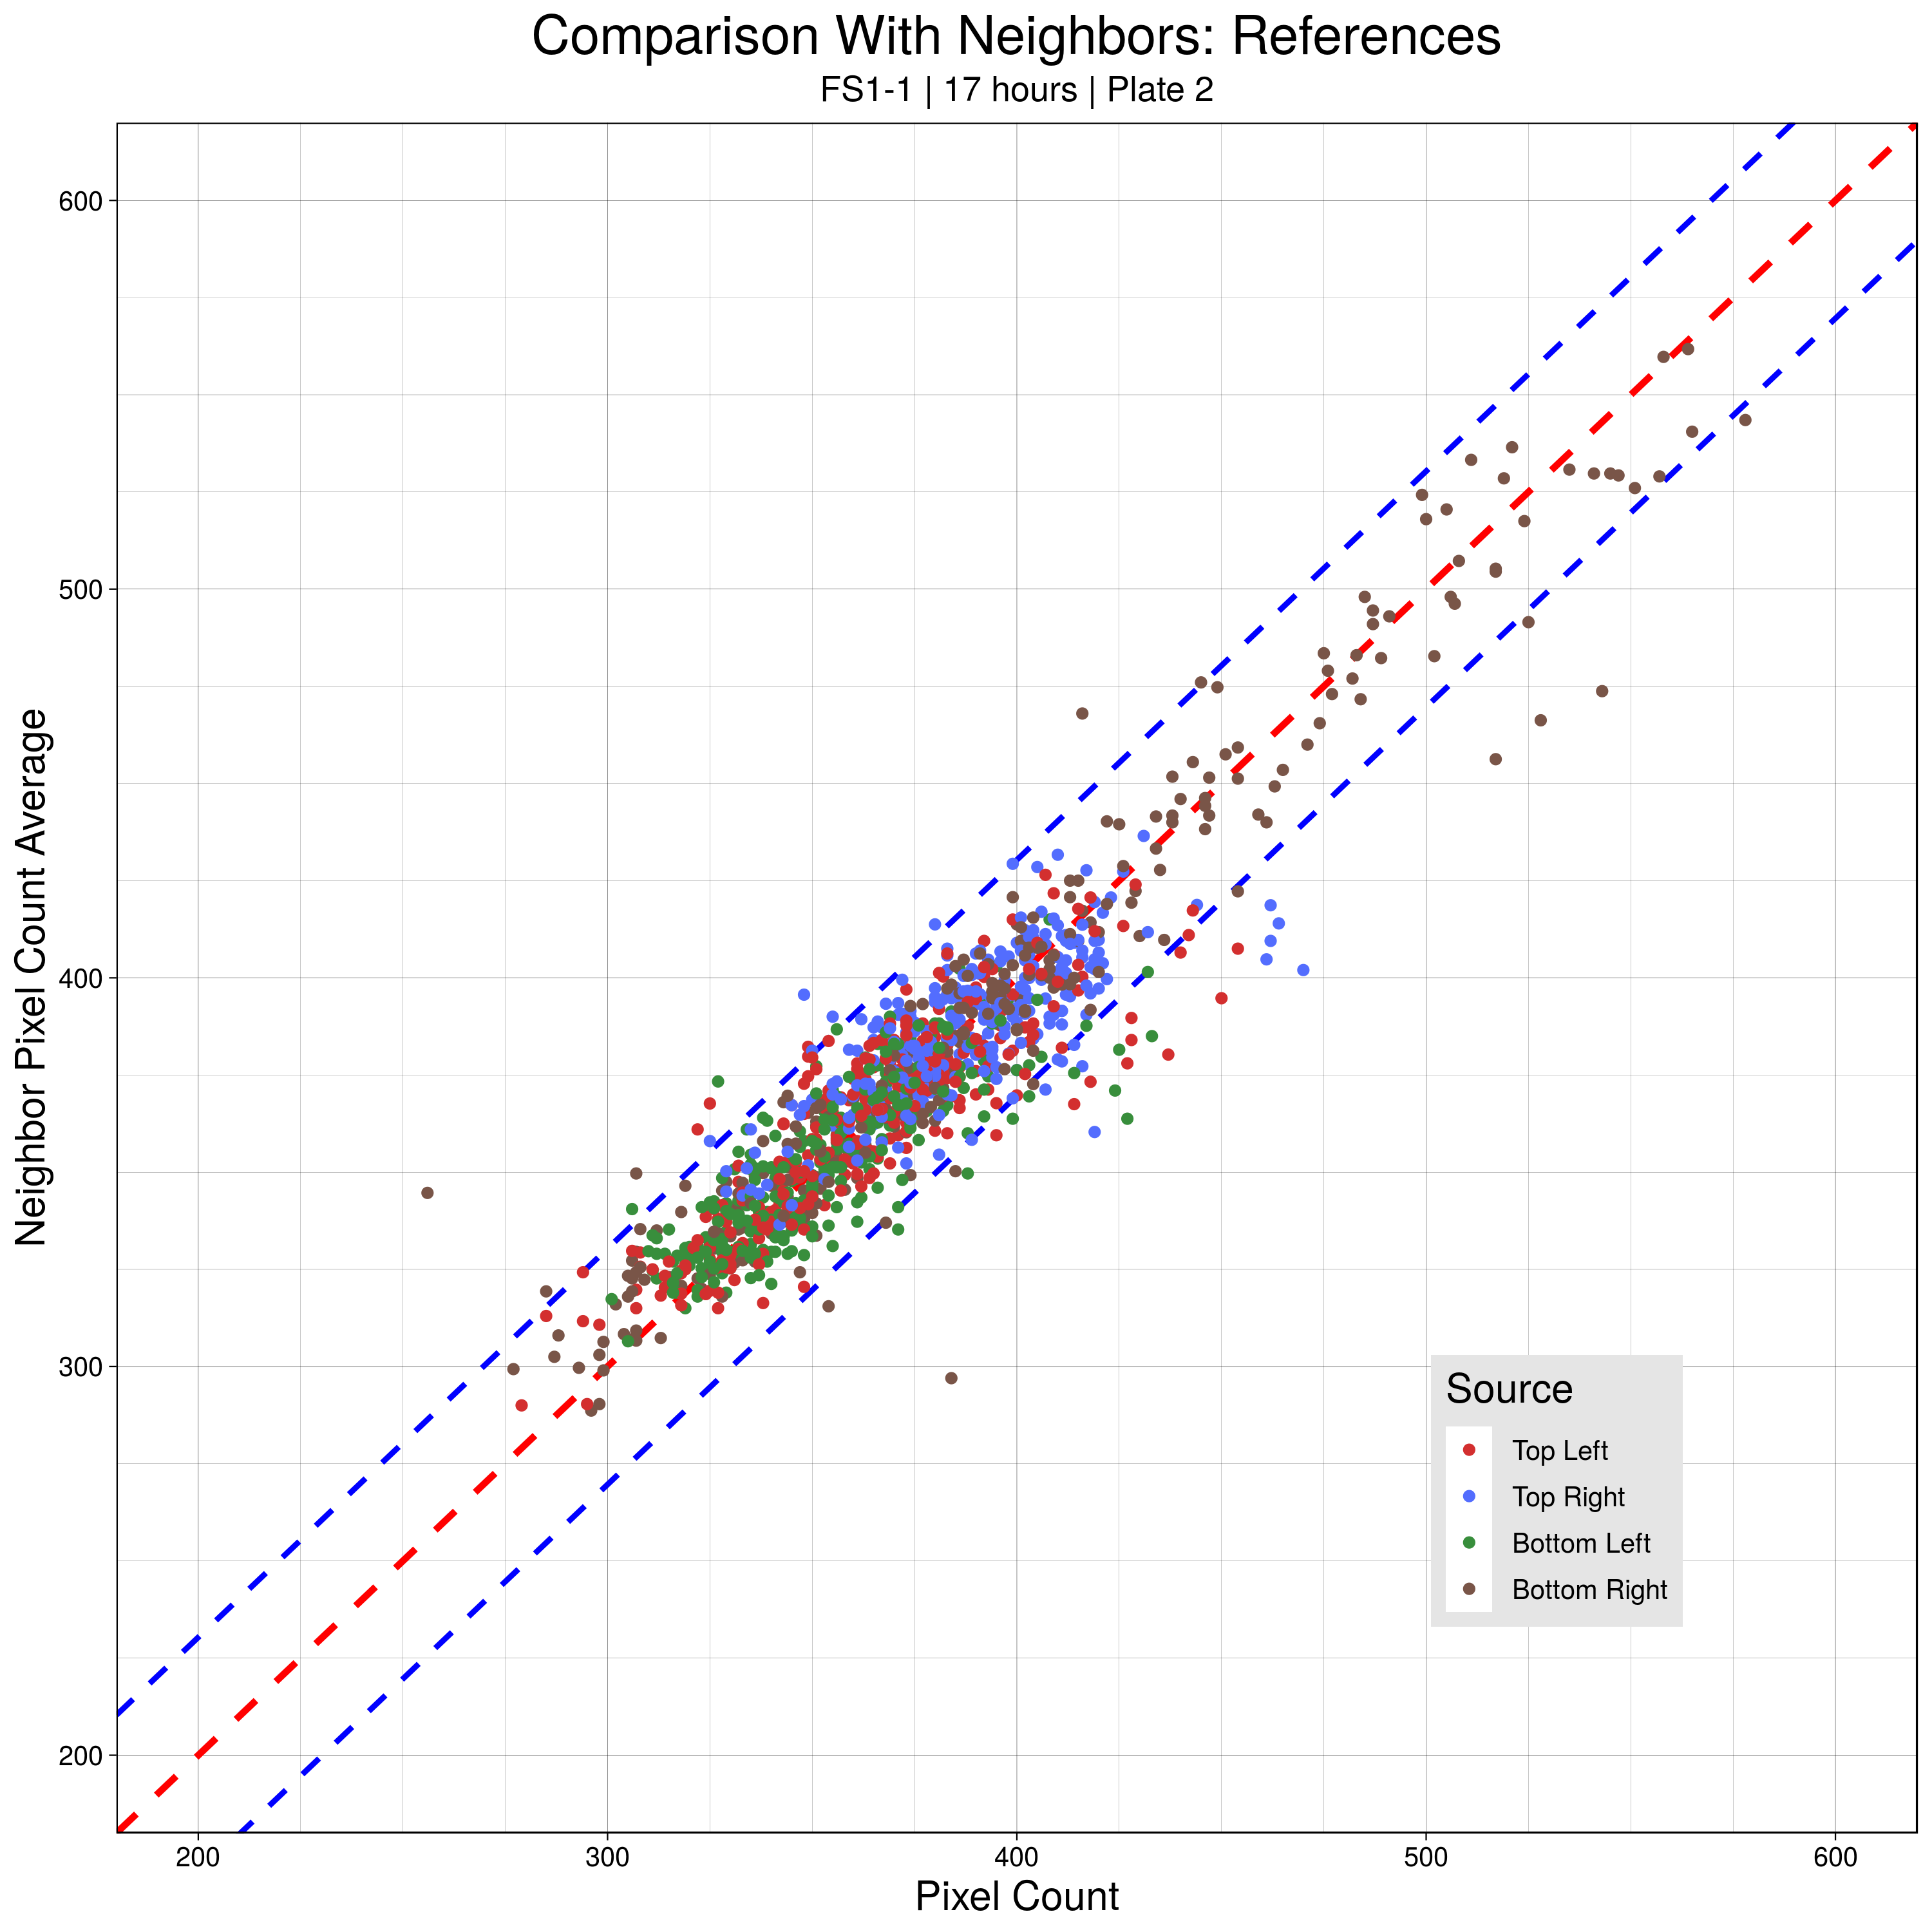 Comparison With Neighbors: References
FS1-1 | 17 hours | Plate 2
Neighbor Pixel Count Average
600
500
400
300
200
Source
Top Left
Top Right
Bottom Left
Bottom Right
200 300 400 500 600
Pixel Count